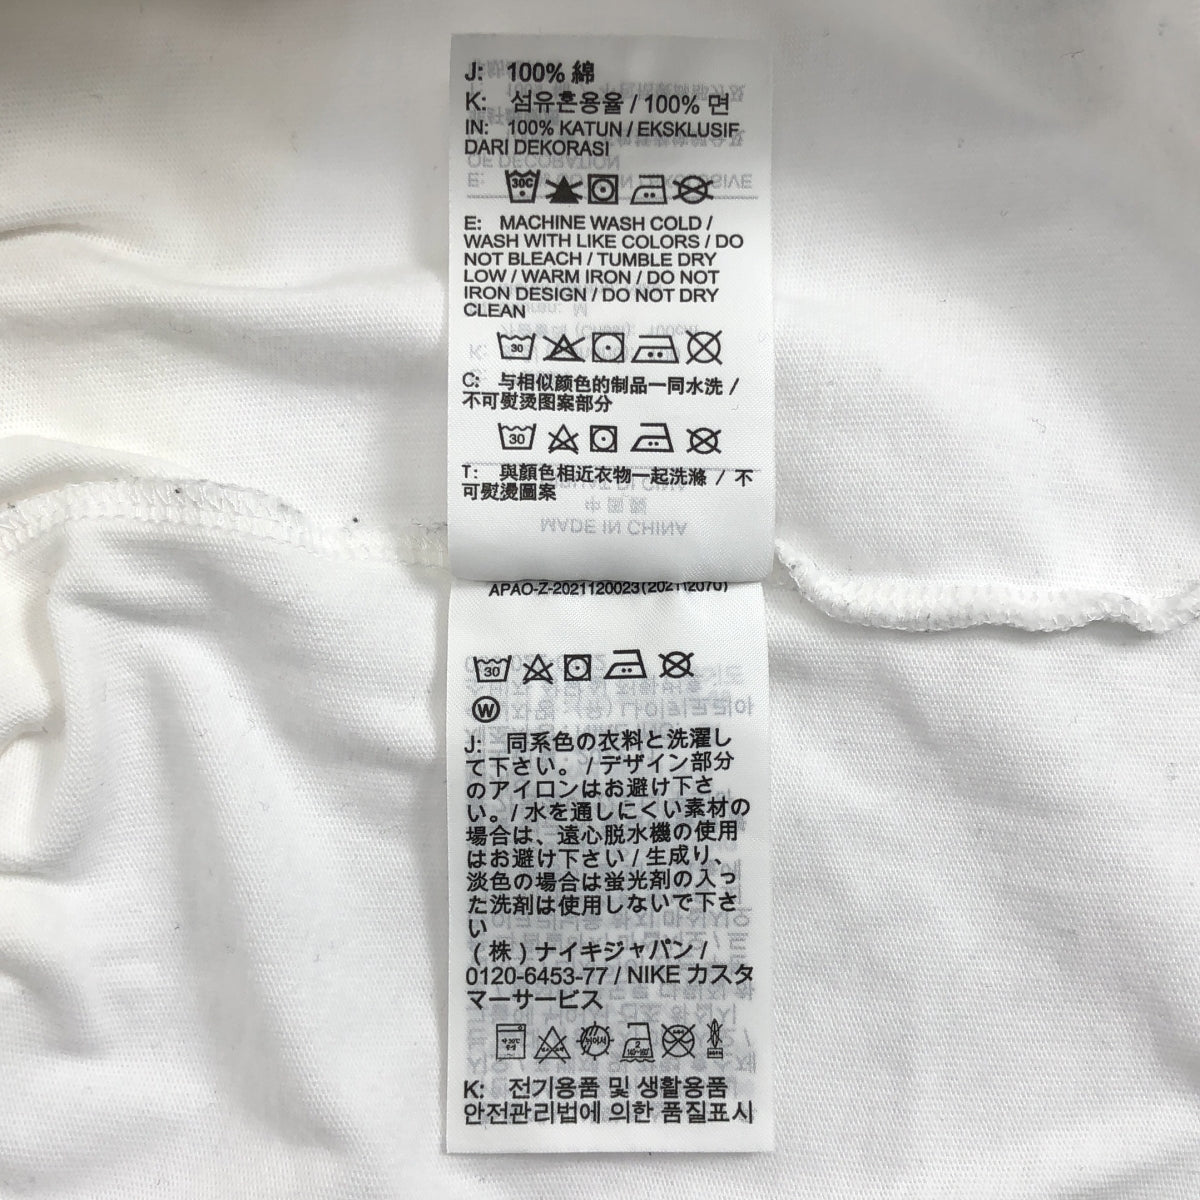 J: 100% 綿
K: 섬유혼용율 / 100% 면
IN: 100% KATUN / EKSKLUSIF
DARI DEKORASI
30C
E: MACHINE WASH COLD /
WASH WITH LIKE COLORS / DO
NOT BLEACH / TUMBLE DRY
LOW / WARM IRON / DO NOT
IRON DESIGN / DO NOT DRY
CLEAN
30
C: 与相似颜色的制品一同水洗 /
不可熨烫图案部分
30
T: 與顏色相近衣物一起洗滌 / 不
可熨燙圖案
APAO-Z-2021120023(202112070)
30
W
J: 同系色の衣料と洗濯し
て下さい。/ デザイン部分
のアイロンはお避け下さ
い。/ 水を通しにくい素材の
場合は、遠心脱水機の使用
はお避け下さい / 生成り、
淡色の場合は蛍光剤の入っ
た洗剤は使用しないで下さ
い
(株) ナイキジャパン /
0120-6453-77 / NIKE カスタ
マーサービス
K: 전기용품 및 생활용품
안전관리법에 의한 품질표시